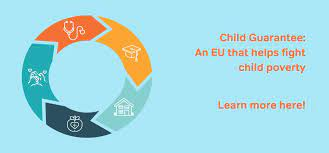 Child Guarantee:
An EU that helps fight
child poverty
Learn more here!